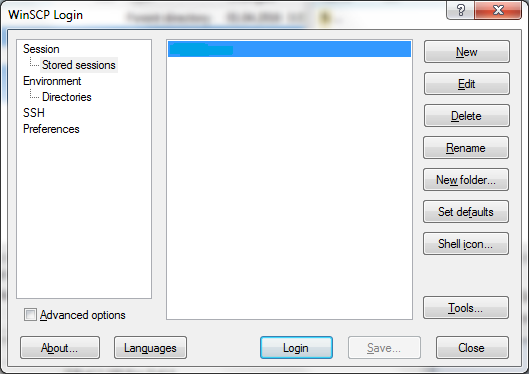 WinSCP Login
Session
Stored sessions
Environment
Directories
SSH
Preferences
Advanced options
New
Edit
Delete
Rename
New folder...
Set defaults
Shell icon...
Tools...
About...
Languages
Login
Save...
Close